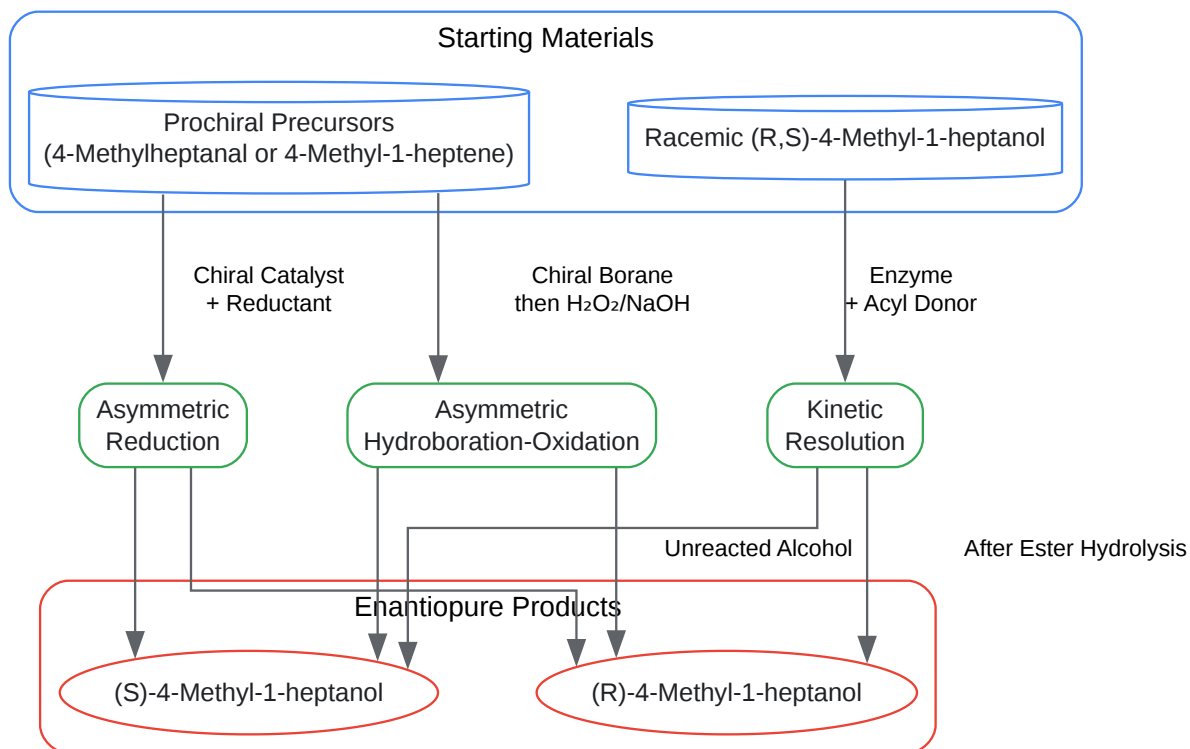 Starting Materials
Prochiral Precursors
(4-Methylheptanal or 4-Methyl-1-heptene)
Racemic (R,S)-4-Methyl-1-heptanol
Chiral Catalyst
+ Reductant
Chiral Borane
then H₂O₂/NaOH
Enzyme
+ Acyl Donor
Asymmetric
Reduction
Asymmetric
Hydroboration-Oxidation
Kinetic
Resolution
Unreacted Alcohol
After Ester Hydrolysis
Enantiopure Products
(S)-4-Methyl-1-heptanol
(R)-4-Methyl-1-heptanol